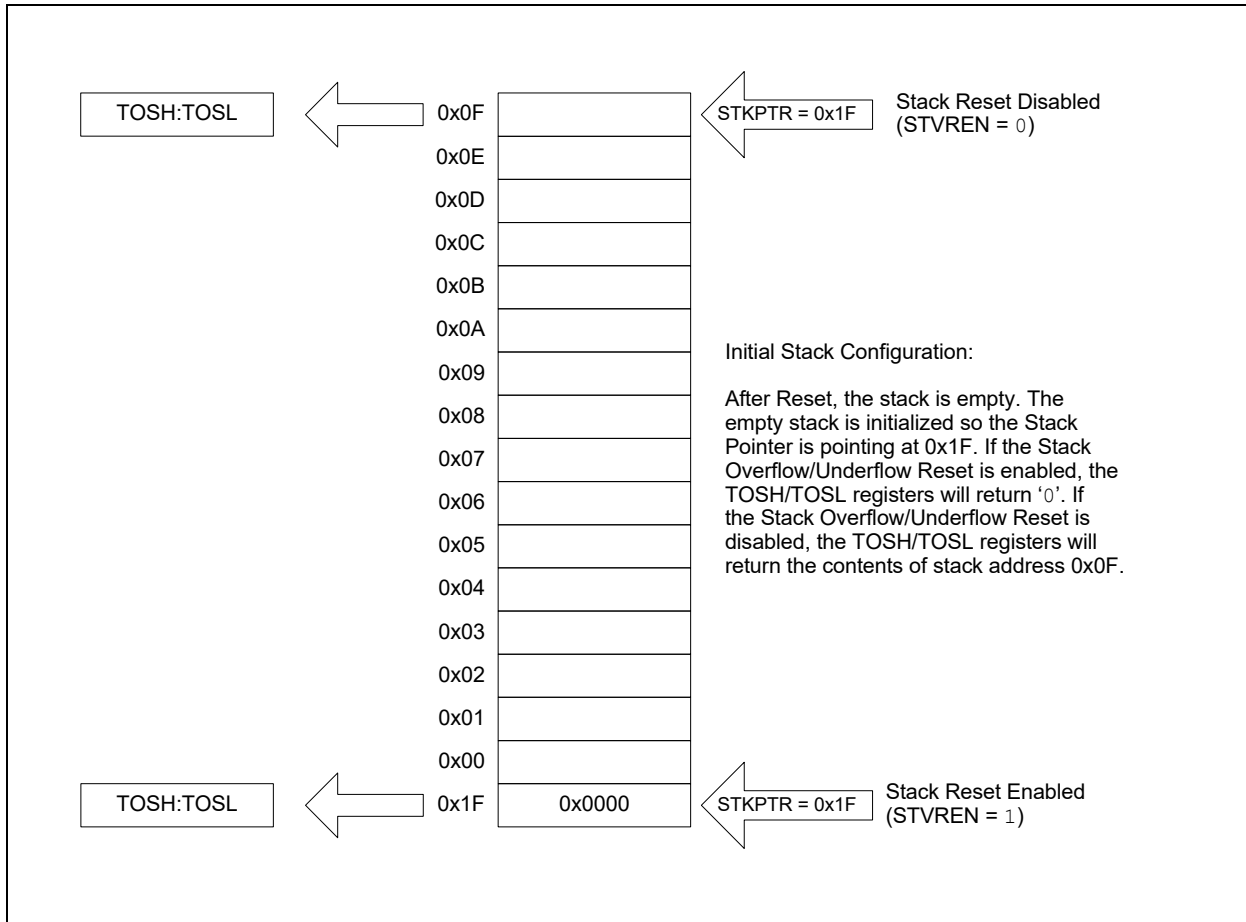 TOSH:TOSL
0x0F
STKPTR = 0x1F
Stack Reset Disabled
(STVREN = 0)
0x0E
0x0D
0x0C
0x0B
0x0A
0x09
0x08
0x07
0x06
0x05
0x04
0x03
0x02
0x01
0x00
Initial Stack Configuration:
After Reset, the stack is empty. The
empty stack is initialized so the Stack
Pointer is pointing at 0x1F. If the Stack
Overflow/Underflow Reset is enabled, the
TOSH/TOSL registers will return ‘0’. If
the Stack Overflow/Underflow Reset is
disabled, the TOSH/TOSL registers will
return the contents of stack address 0x0F.
TOSH:TOSL
0x1F
0x0000
STKPTR = 0x1F
Stack Reset Enabled
(STVREN = 1)